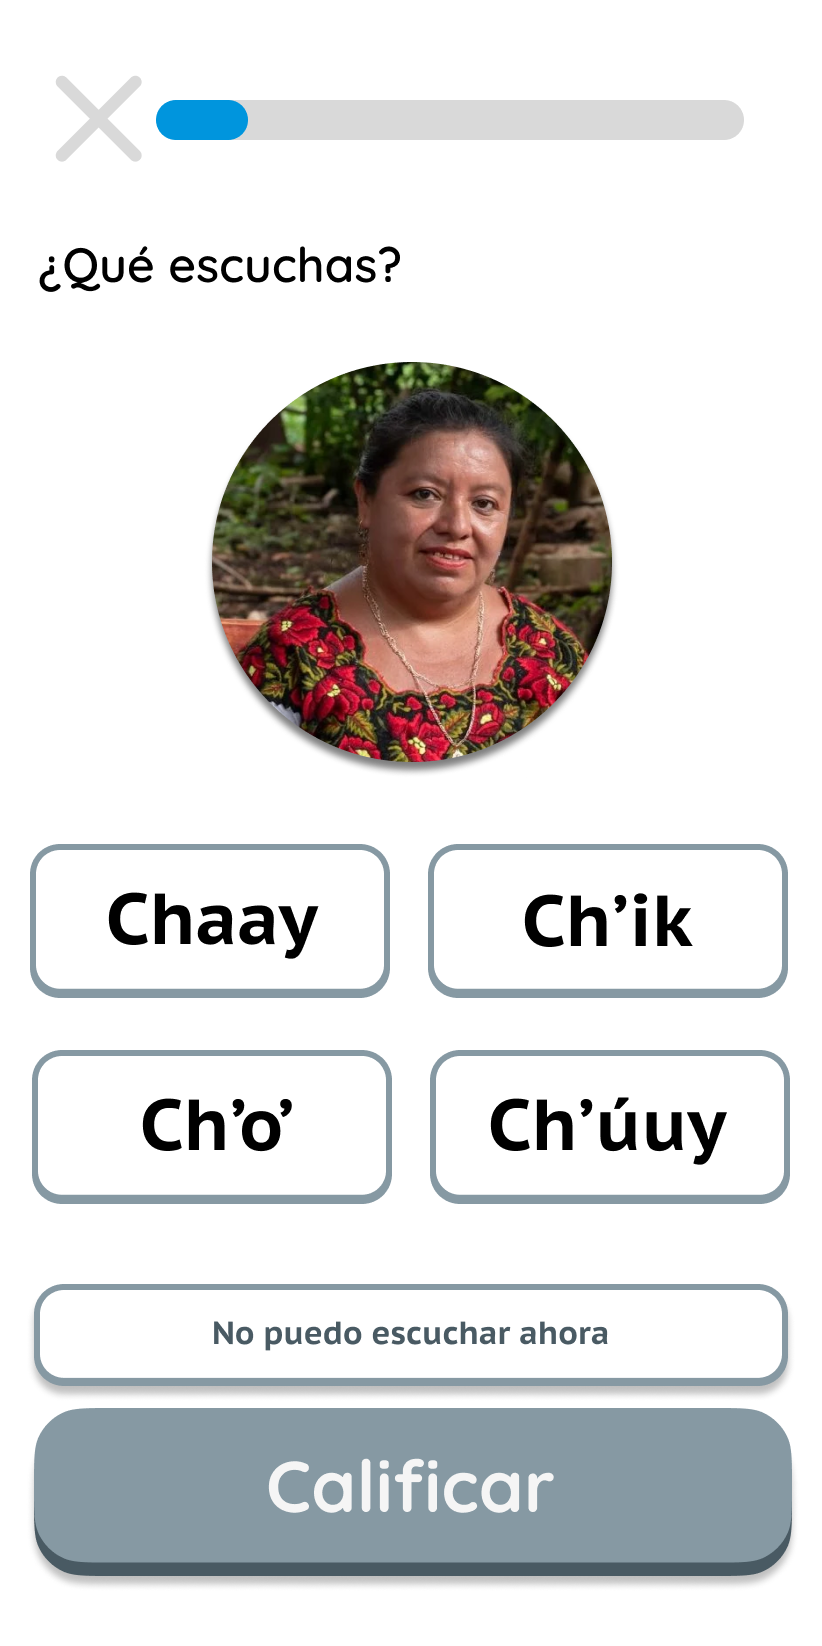 ¿Qué escuchas?
Chaay
Ch’ik
Ch’o’
Ch’úuy
No puedo escuchar ahora
Calificar